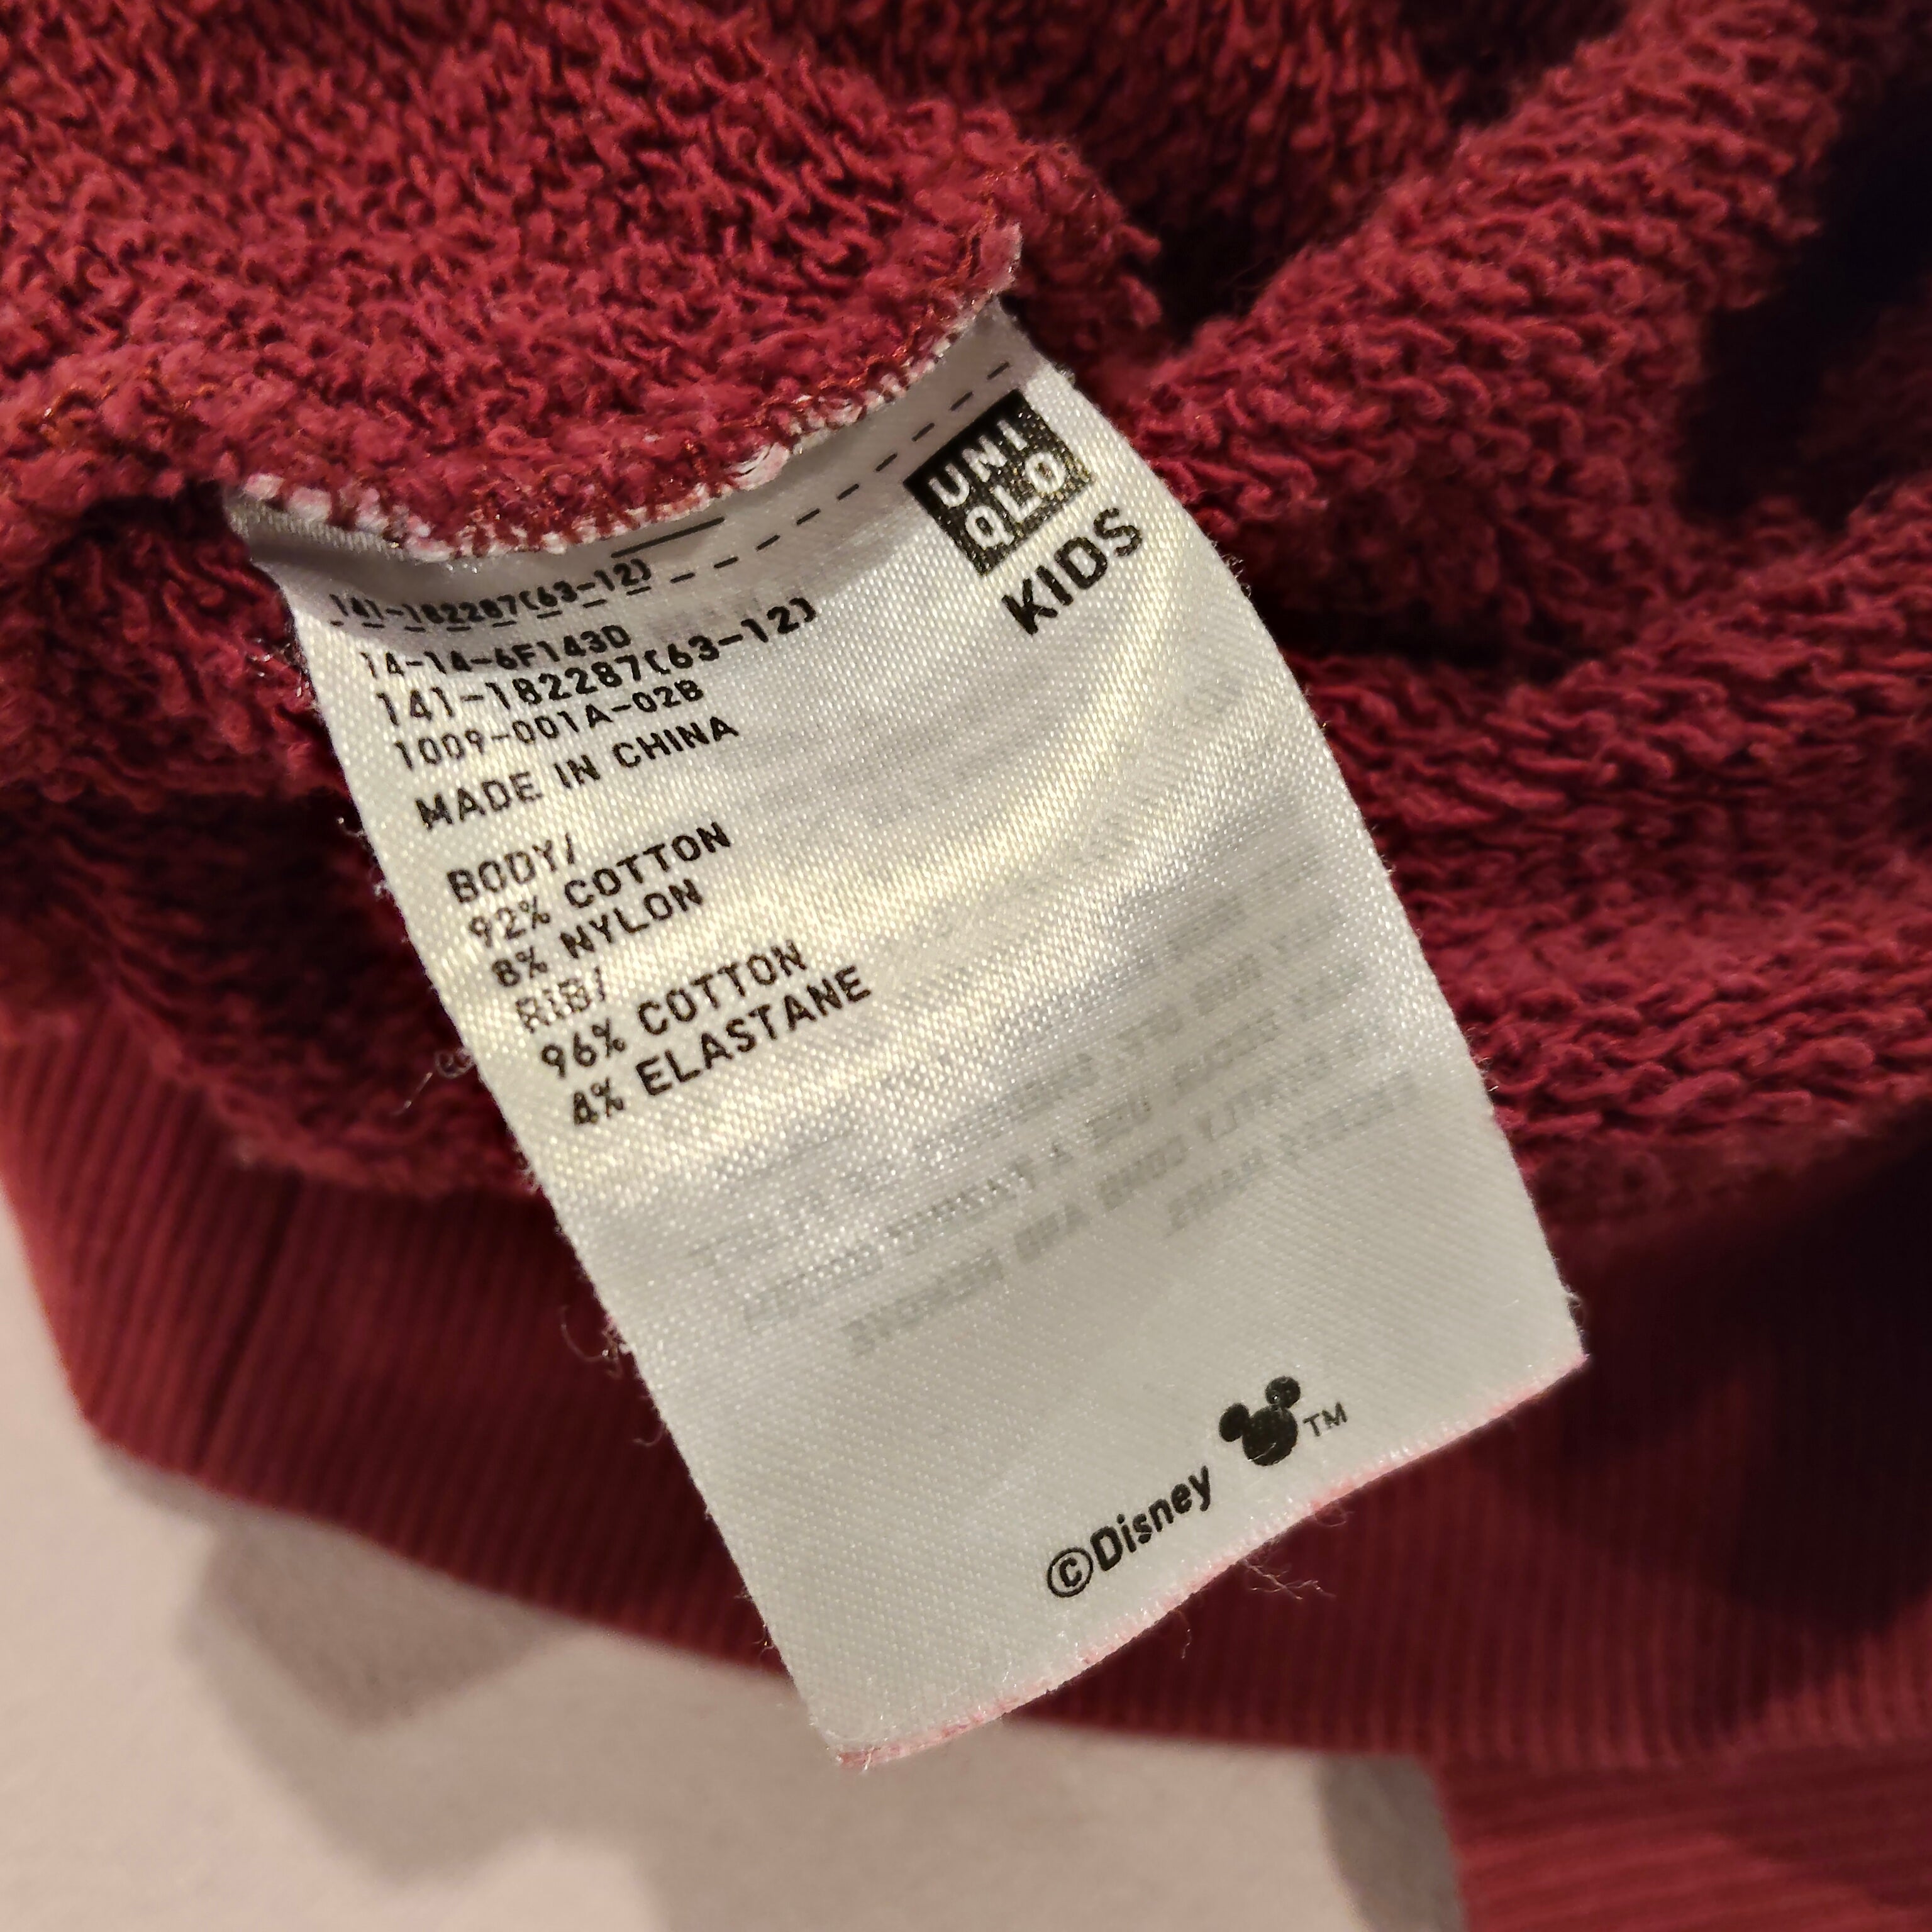 UNI
QLO
KIDS
141-182287(63-12)
14-14-6F143D
141-182287(63-12)
1009-001A-02B
MADE IN CHINA
BODY/
92% COTTON
8% NYLON
RIB/
96% COTTON
4% ELASTANE
©Disney TM